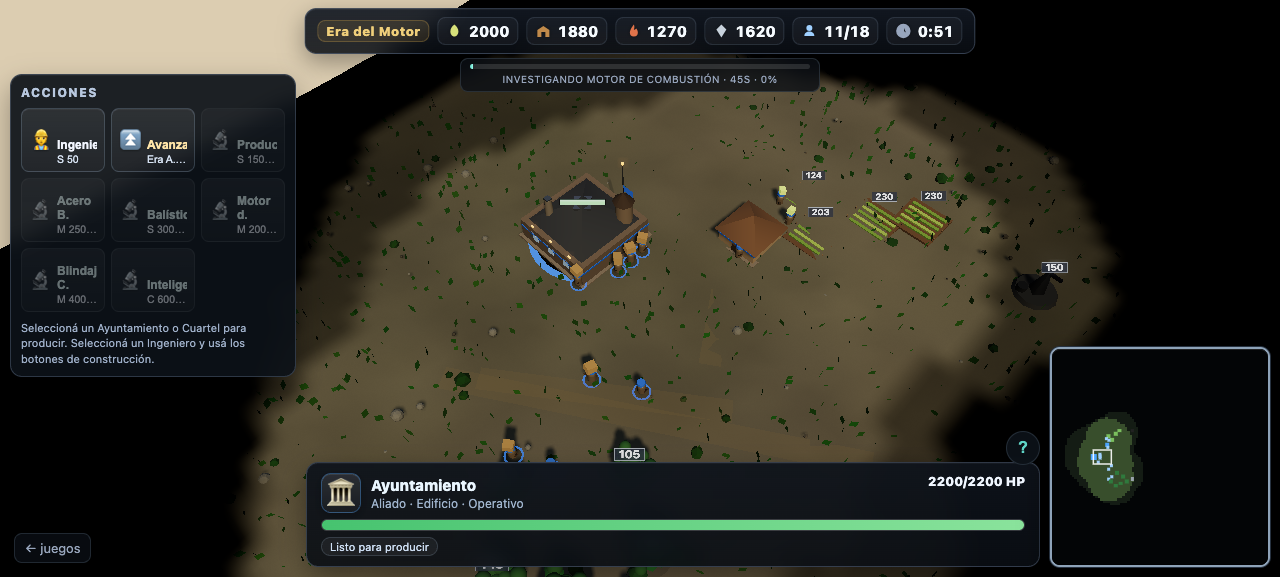 Era del Motor
2000
1880
1270
1620
11/18
0:51
INVESTIGANDO MOTOR DE COMBUSTIÓN · 45S · 0%
ACCIONES
Ingenie
S 50
Avanza
Era A....
Produc
S 150...
Acero
B.
M 250...
Balístic
S 300...
Motor
d.
M 200...
Blindaj
C.
M 400...
Intelige
C 600...
Seleccioná un Ayuntamiento o Cuartel para
producir. Seleccioná un Ingeniero y usá los
botones de construcción.
124
203
230
230
150
105
?
Ayuntamiento
2200/2200 HP
Aliado · Edificio · Operativo
Listo para producir
← juegos